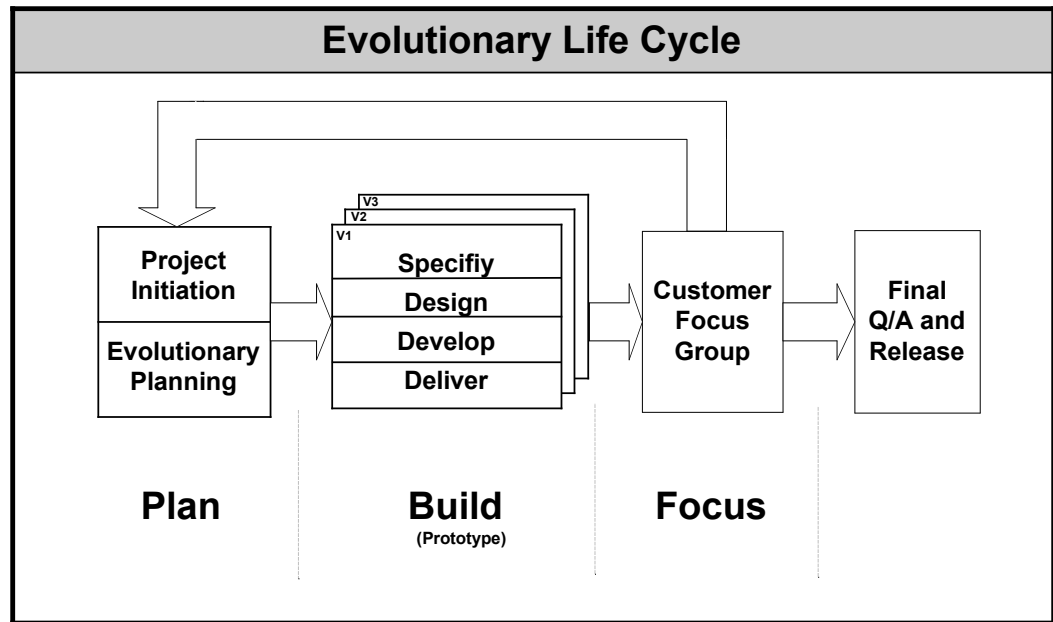 Evolutionary Life Cycle
Project
Initiation
Evolutionary
Planning
V3
V2
V1
Specifiy
Design
Develop
Deliver
Customer
Focus
Group
Final
Q/A and
Release
Plan
Build
(Prototype)
Focus